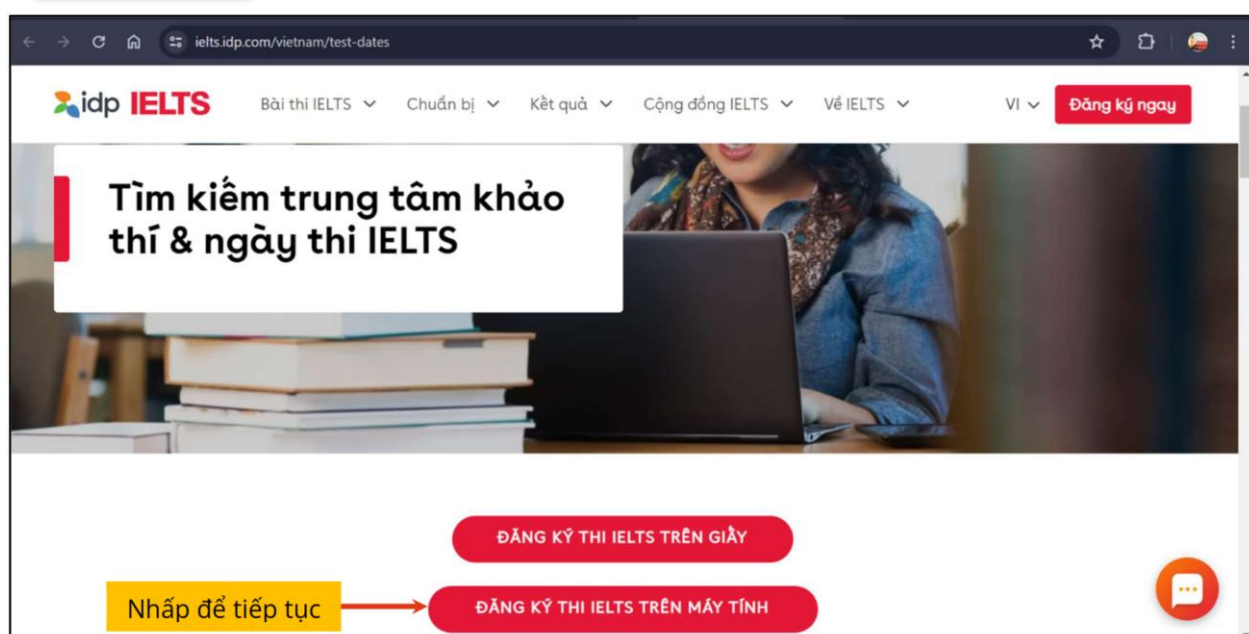 ielts.idp.com/vietnam/test-dates
idp IELTS
Bài thi IELTS
Chuẩn bị
Kết quả
Cộng đồng IELTS
Về IELTS
VI
Đăng ký ngay
Tìm kiếm trung tâm khảo
thí & ngày thi IELTS
ĐĂNG KÝ THI IELTS TRÊN GIẤY
Nhấp để tiếp tục
ĐĂNG KÝ THI IELTS TRÊN MÁY TÍNH